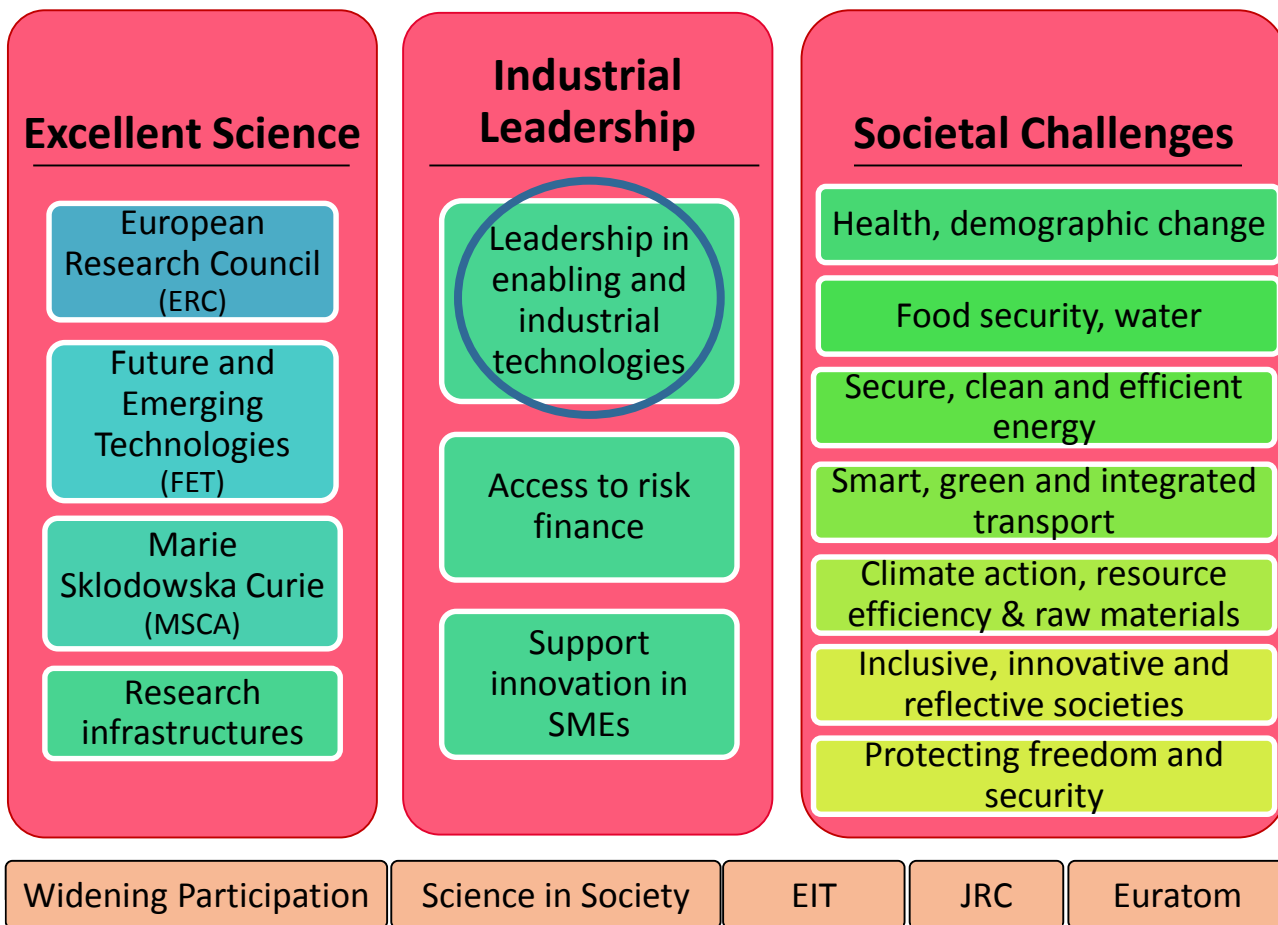 Excellent Science
European
Research Council
(ERC)
Future and
Emerging
Technologies
(FET)
Marie
Sklodowska Curie
(MSCA)
Research
infrastructures
Industrial
Leadership
Leadership in
enabling and
industrial
technologies
Access to risk
finance
Support
innovation in
SMEs
Societal Challenges
Health, demographic change
Food security, water
Secure, clean and efficient
energy
Smart, green and integrated
transport
Climate action, resource
efficiency & raw materials
Inclusive, innovative and
reflective societies
Protecting freedom and
security
Widening Participation
Science in Society
EIT
JRC
Euratom